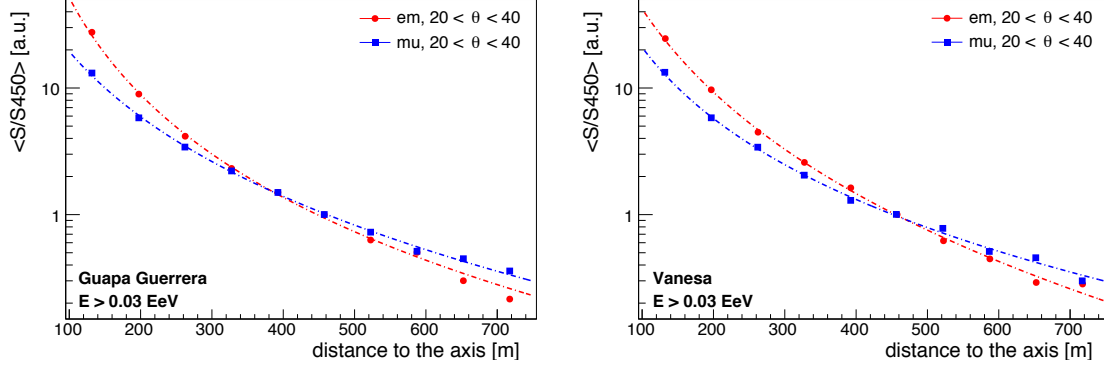 <S/S450> [a.u.]
10
1
em, 20 < θ < 40
mu, 20 < θ < 40
Guapa Guerrera
E > 0.03 EeV
100 200 300 400 500 600 700
distance to the axis [m]
<S/S450> [a.u.]
10
1
em, 20 < θ < 40
mu, 20 < θ < 40
Vanesa
E > 0.03 EeV
100 200 300 400 500 600 700
distance to the axis [m]